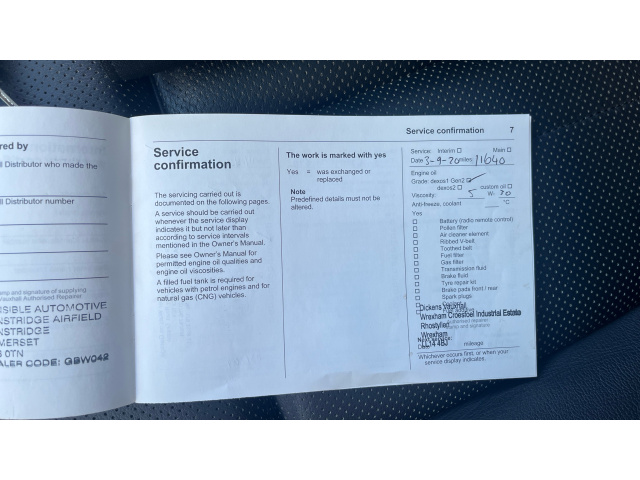 red by
ll Distributor who made the
ll Distributor number
mp and signature of supplying
auxhall Authorised Repairer
SIBLE AUTOMOTIVE
NSTRIDGE AIRFIELD
NSTRIDGE
MERSET
0TN
ALER CODE: GBW042
Service
confirmation
The servicing carried out is
documented on the following pages.
A service should be carried out
whenever the service display
indicates it but not later than
according to service intervals
mentioned in the Owner's Manual.
Please see Owner's Manual for
permitted engine oil qualities and
engine oil viscosities.
A filled fuel tank is required for
vehicles with petrol engines and for
natural gas (CNG) vehicles.
The work is marked with yes
Yes = was exchanged or
replaced
Note
Predefined details must not be
altered.
Service confirmation 7
Service: Interim Main
Date 3-9-20 miles 11640
Engine oil
Grade: dexos1 Gen2
dexos2 custom oil
Viscosity: 5 W: 30
Anti-freeze, coolant °C
Yes
Battery (radio remote control)
Pollen filter
Air cleaner element
Ribbed V-belt
Toothed belt
Fuel filter
Gas filter
Transmission fluid
Brake fluid
Tyre repair kit
Brake pads front / rear
Spark plugs
Dickens Vauxhall
Wrexham Croesfoel Industrial Estate
Rhostyllen
Wrexham
LL14 4BJ
Next service:
Date mileage
Whichever occurs first, or when your
service display indicates.